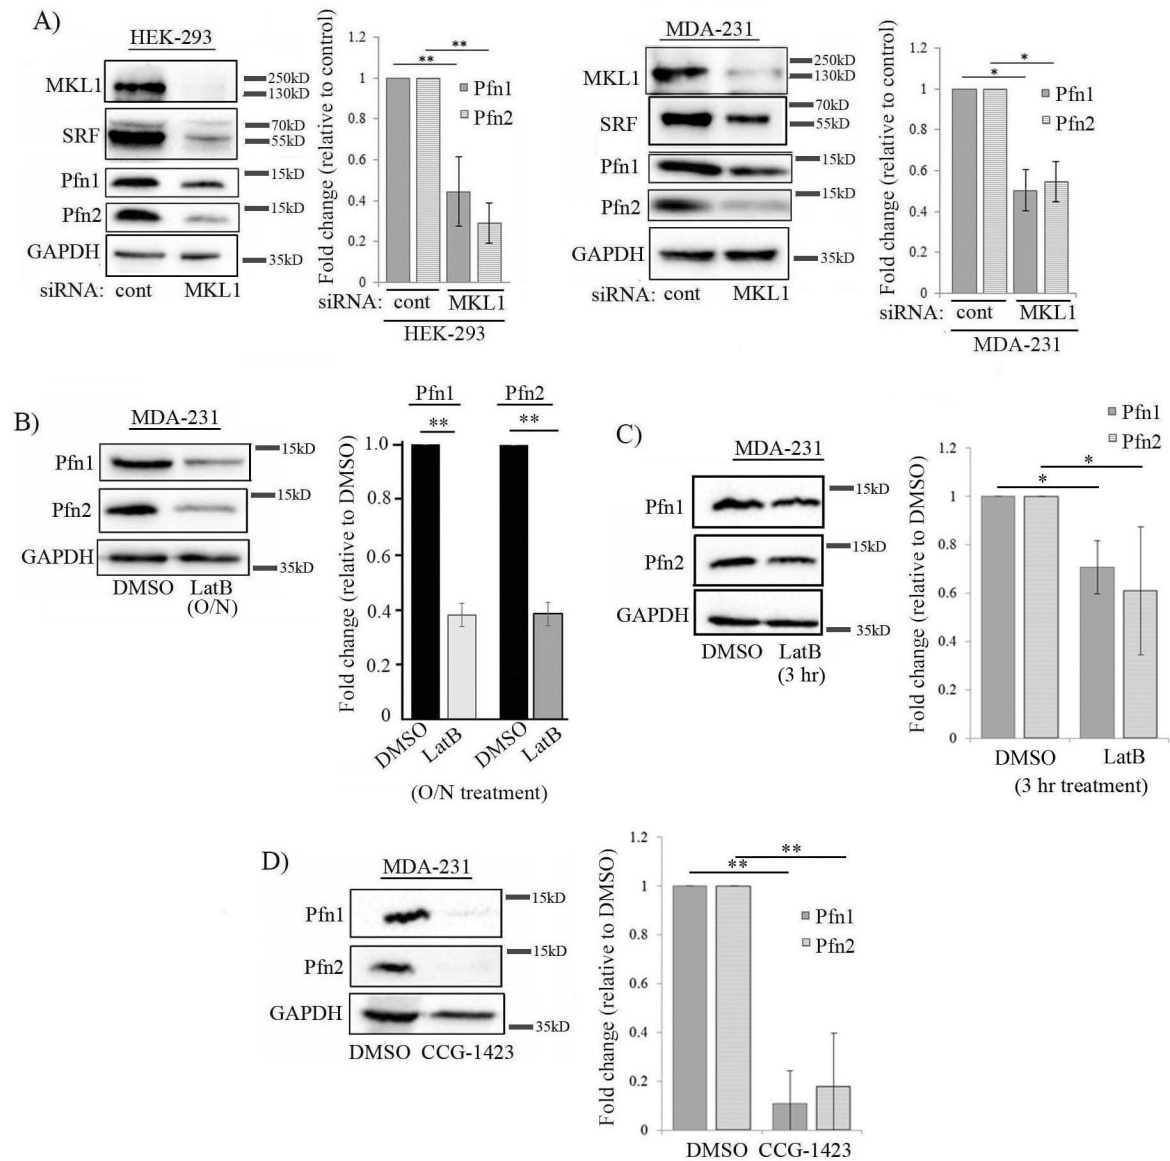 A)
HEK-293
MKL1
250kD
130kD
SRF
70kD
55kD
Pfn1
15kD
Pfn2
15kD
GAPDH
35kD
siRNA: cont MKL1
Fold change (relative to control)
1.2
1
0.8
0.6
0.4
0.2
0
**
**
Pfn1
Pfn2
cont MKL1
HEK-293
MDA-231
MKL1
250kD
130kD
SRF
70kD
55kD
Pfn1
15kD
Pfn2
15kD
GAPDH
35kD
siRNA: cont MKL1
Fold change (relative to control)
1.2
1
0.8
0.6
0.4
0.2
0
*
*
Pfn1
Pfn2
siRNA: cont MKL1
MDA-231
B)
MDA-231
Pfn1
15kD
Pfn2
15kD
GAPDH
35kD
DMSO LatB
(O/N)
Pfn1 Pfn2
** **
Fold change (relative to DMSO)
1.0
0.8
0.6
0.4
0.2
0
DMSO LatB DMSO LatB
(O/N treatment)
C)
MDA-231
Pfn1
15kD
Pfn2
15kD
GAPDH
35kD
DMSO LatB
(3 hr)
Pfn1
Pfn2
Fold change (relative to DMSO)
1.2
1
0.8
0.6
0.4
0.2
0
*
*
DMSO LatB
(3 hr treatment)
D)
MDA-231
Pfn1
15kD
Pfn2
15kD
GAPDH
35kD
DMSO CCG-1423
Fold change (relative to DMSO)
1.2
1
0.8
0.6
0.4
0.2
0
**
**
Pfn1
Pfn2
DMSO CCG-1423